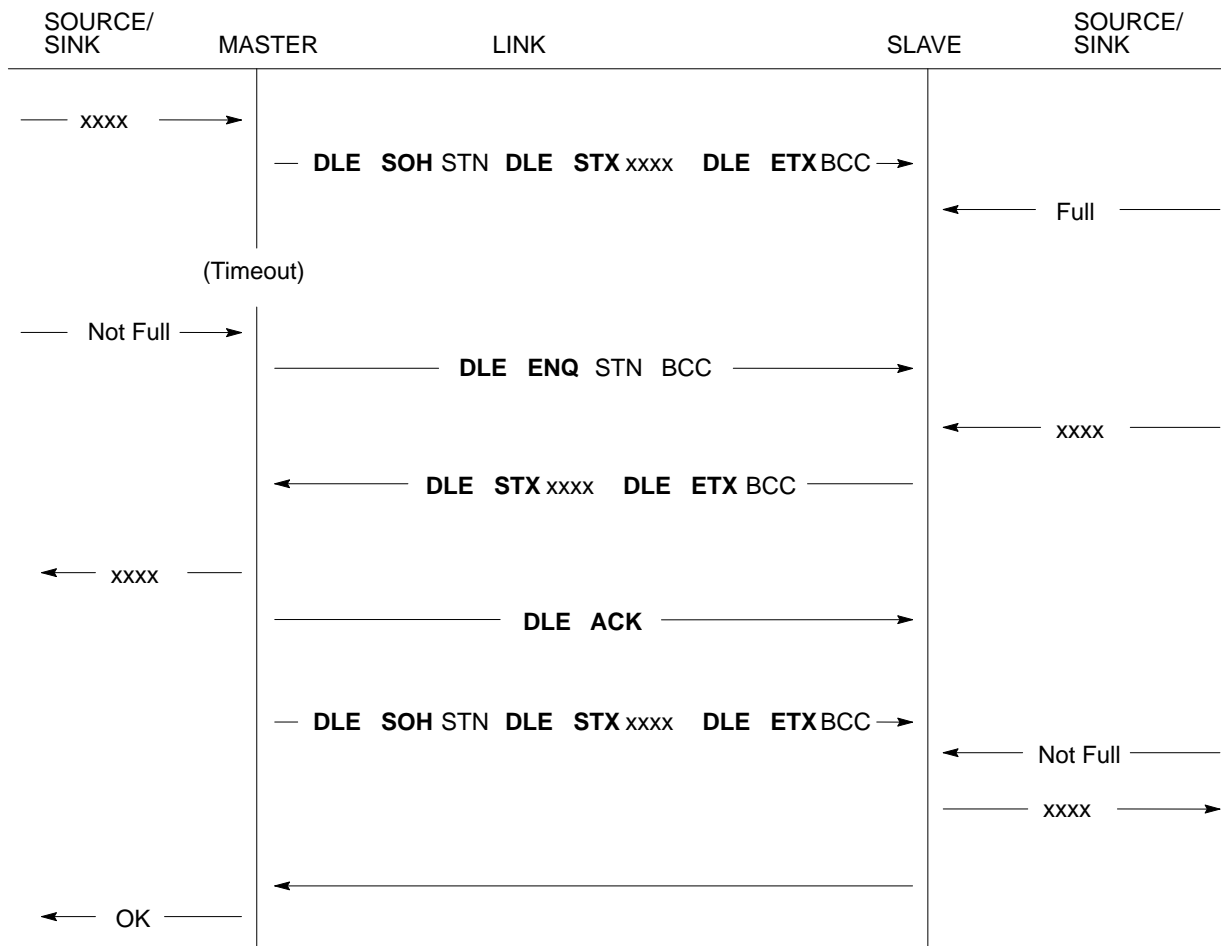 SOURCE/
SINK
MASTER
LINK
SLAVE
SOURCE/
SINK
xxxx
DLE SOH STN DLE STX xxxx DLE ETX BCC
Full
(Timeout)
Not Full
DLE ENQ STN BCC
xxxx
DLE STX xxxx DLE ETX BCC
xxxx
DLE ACK
DLE SOH STN DLE STX xxxx DLE ETX BCC
Not Full
xxxx
OK